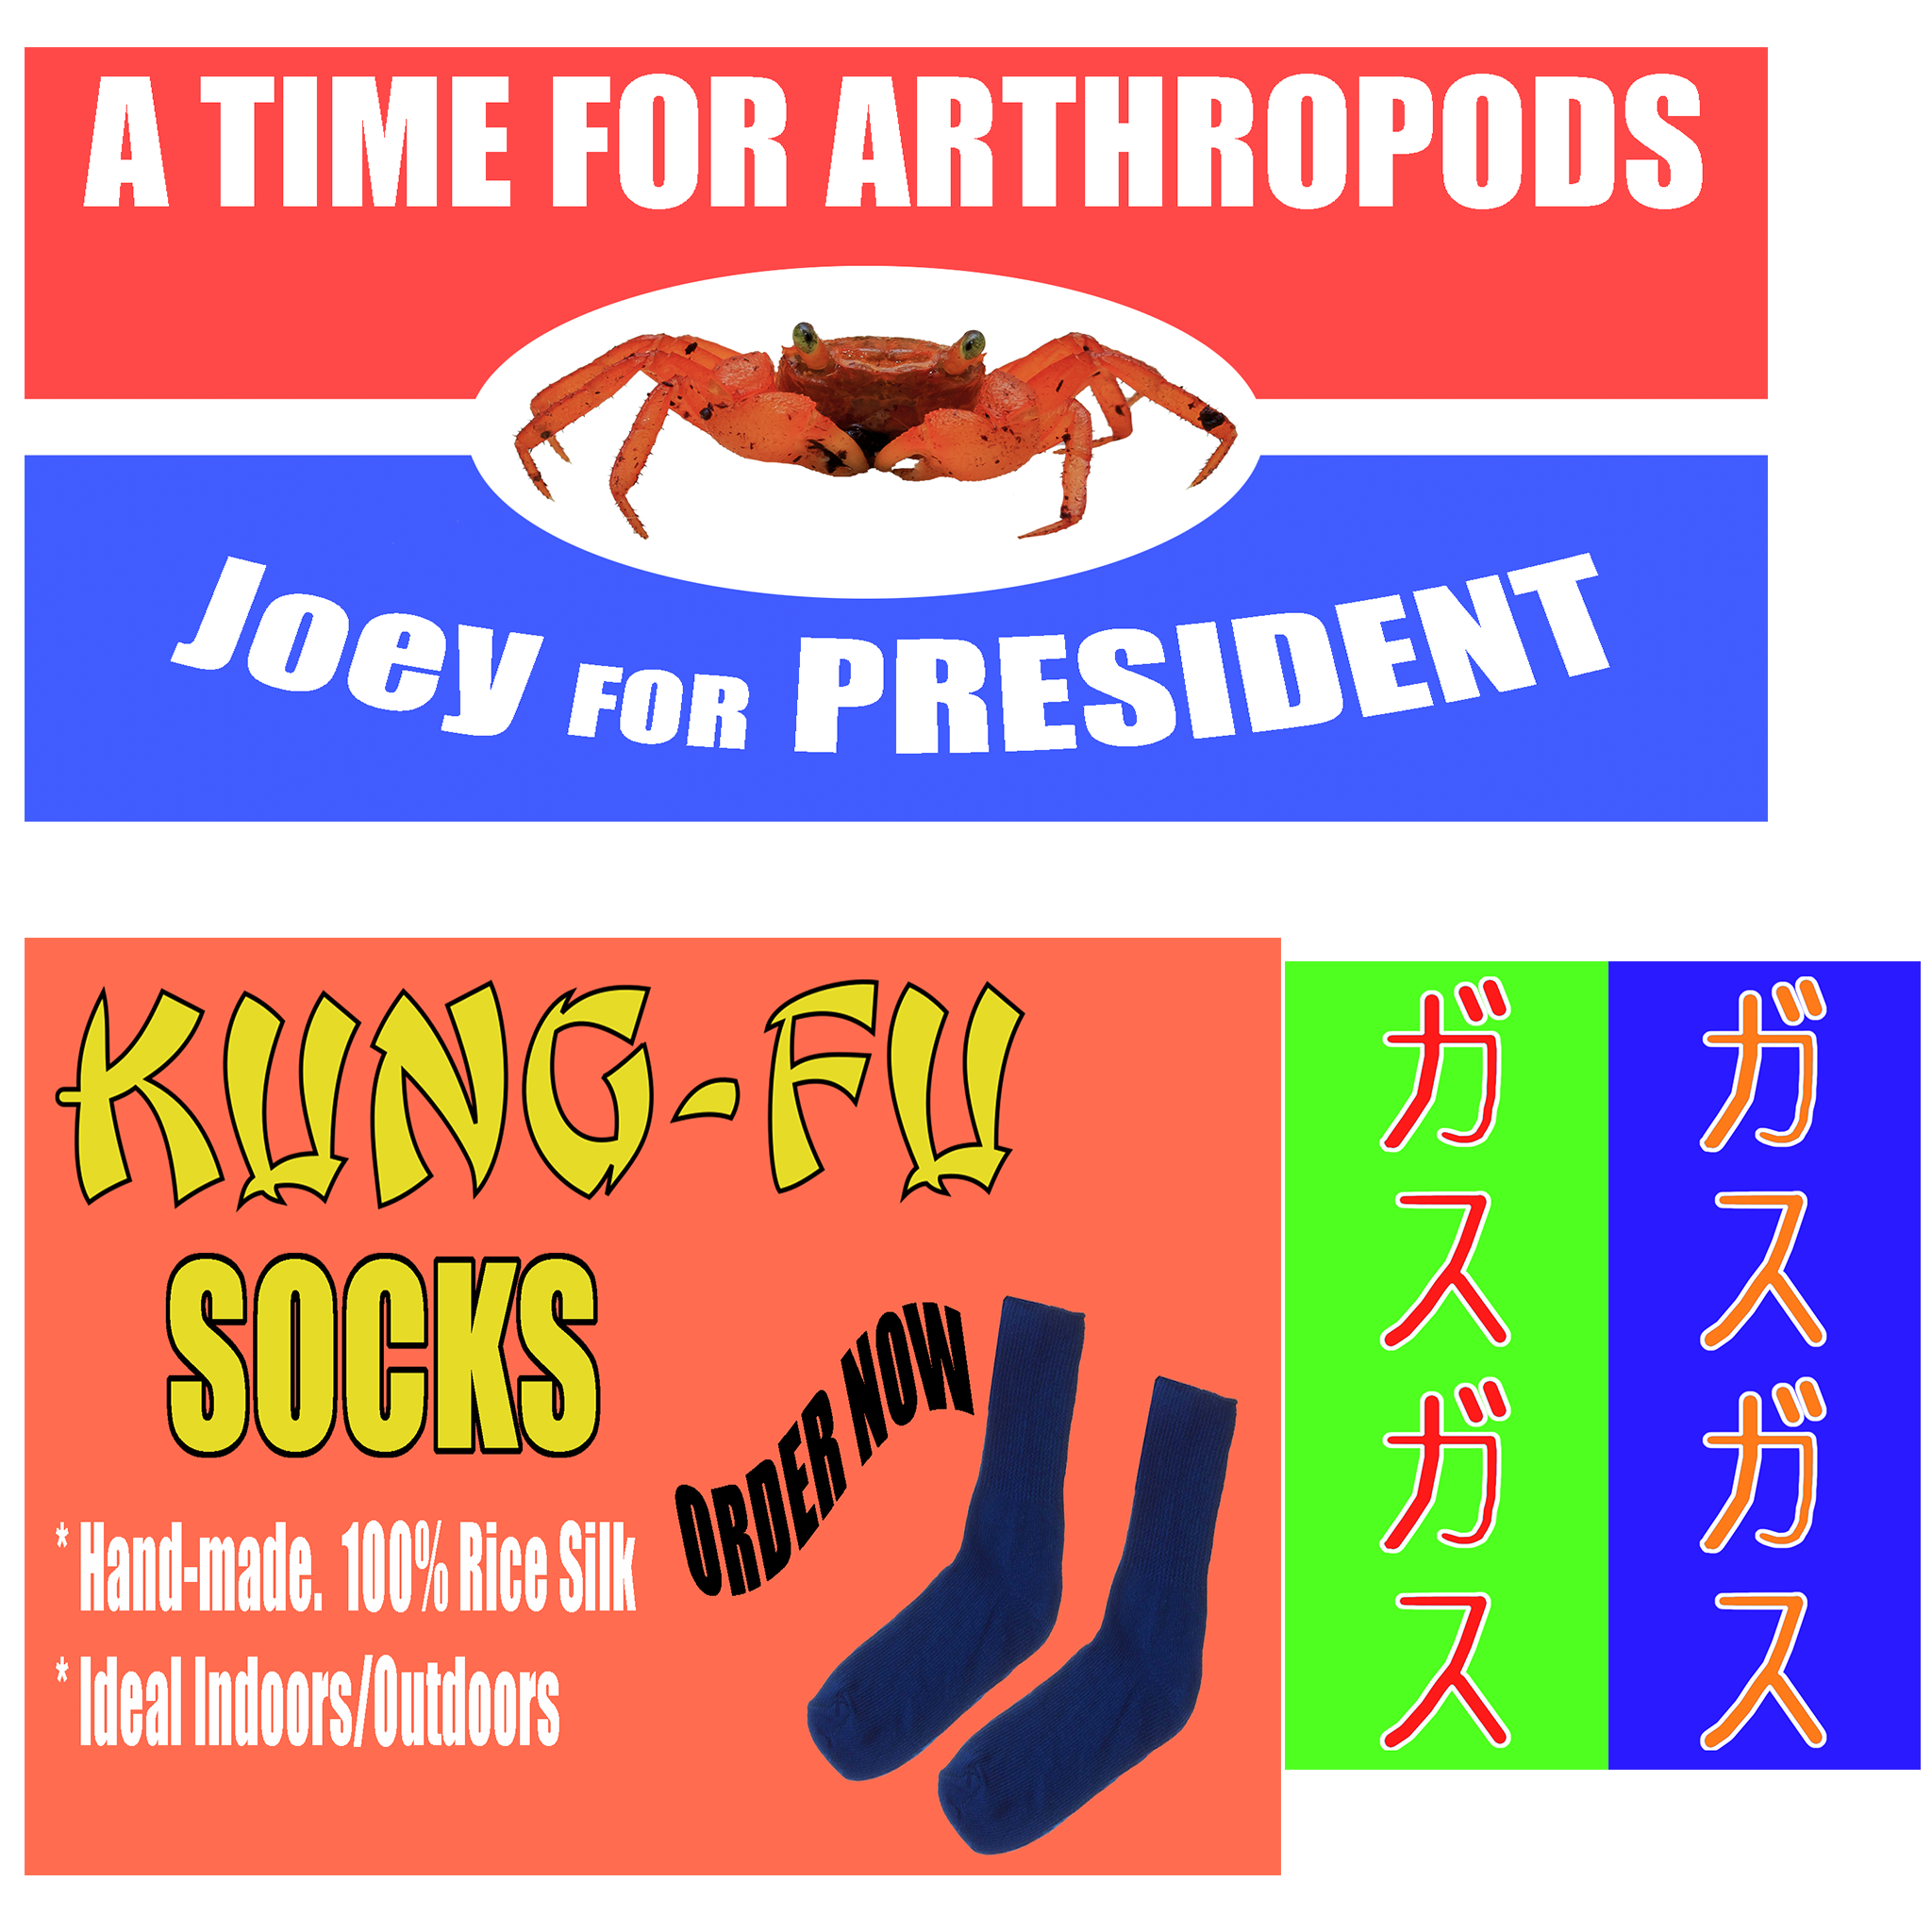 A TIME FOR ARTHROPODS
Joey FOR PRESIDENT
KUNG-FU
SOCKS
ORDER NOW
* Hand-made. 100% Rice Silk
* Ideal Indoors/Outdoors
ガスガス
ガスガス